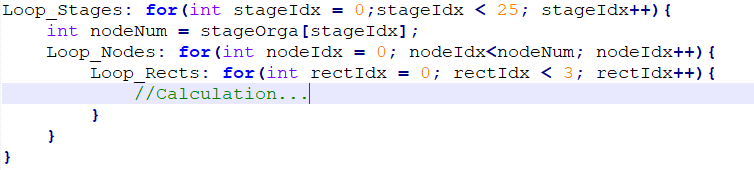 Loop_Stages: for(int stageIdx = 0;stageIdx < 25; stageIdx++){
    int nodeNum = stageOrga[stageIdx];
    Loop_Nodes: for(int nodeIdx = 0; nodeIdx<nodeNum; nodeIdx++){
        Loop_Rects: for(int rectIdx = 0; rectIdx < 3; rectIdx++){
            //Calculation...
        }
    }
}